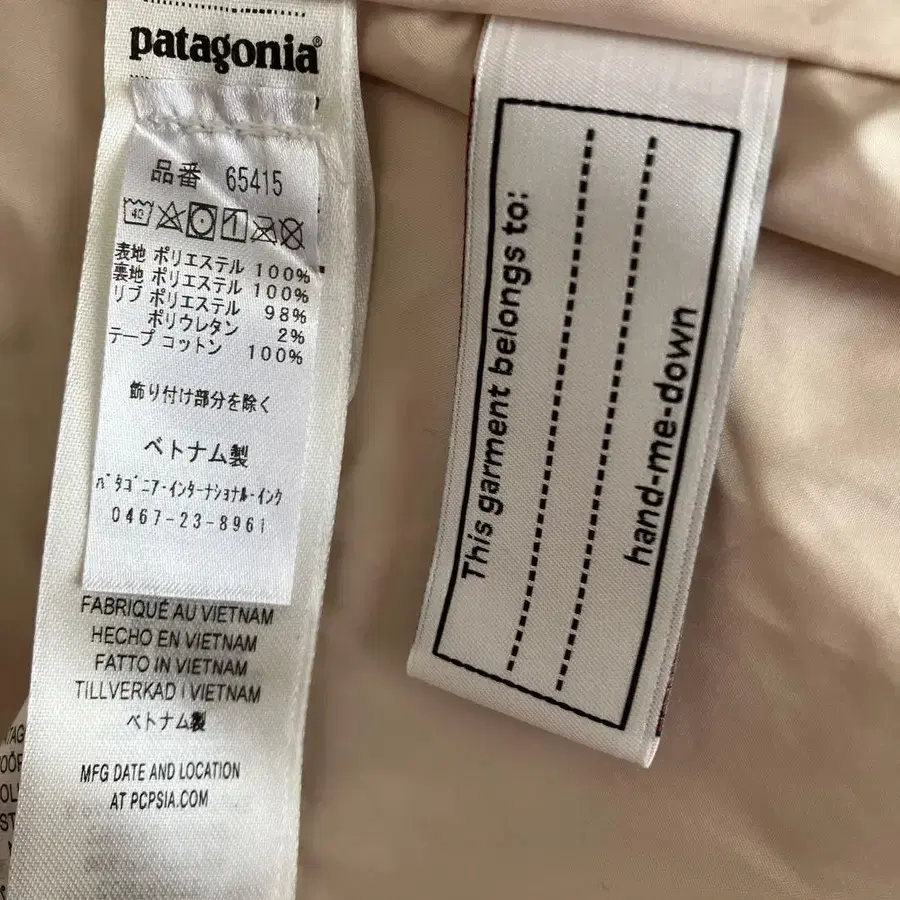 patagonia®
品番 65415
40
表地 ポリエステル 100%
裏地 ポリエステル 100%
リブ ポリエステル 98%
ポリウレタン 2%
テープ コットン 100%
飾り付け部分を除く
ベトナム製
パタゴニア・インターナショナル・インク
0467-23-8961
FABRIQUÉ AU VIETNAM
HECHO EN VIETNAM
FATTO IN VIETNAM
TILLVERKAD I VIETNAM
ベトナム製
MFG DATE AND LOCATION
AT PCPSIA.COM
This garment belongs to:
hand-me-down